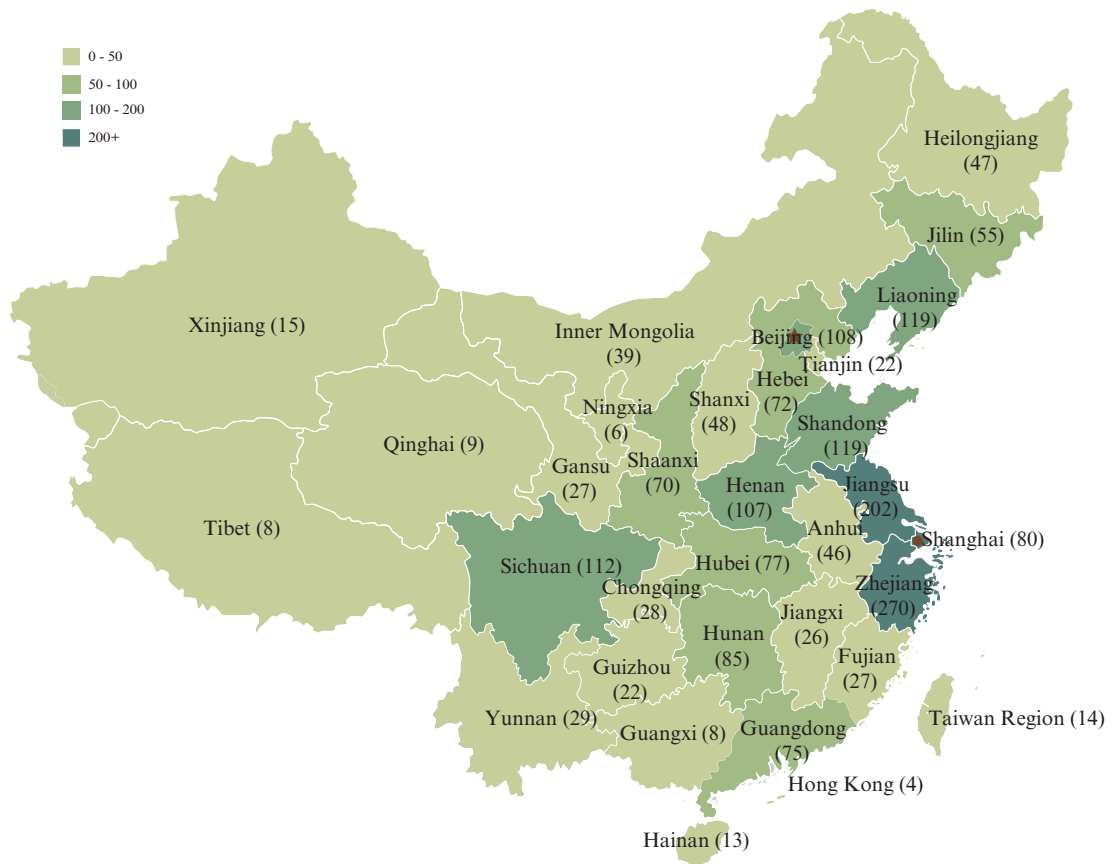 0 - 50
50 - 100
100 - 200
200+
Heilongjiang
(47)
Jilin (55)
Liaoning
(119)
Xinjiang (15)
Inner Mongolia
(39)
Beijing (108)
Tianjin (22)
Hebei
(72)
Shanxi
(48)
Ningxia
(6)
Shandong
(119)
Qinghai (9)
Gansu
(27)
Shaanxi
(70)
Henan
(107)
Jiangsu
(202)
Tibet (8)
Anhui
(46)
Shanghai (80)
Sichuan (112)
Hubei (77)
Chongqing
(28)
Zhejiang
(270)
Jiangxi
(26)
Hunan
(85)
Fujian
(27)
Guizhou
(22)
Yunnan (29)
Guangxi (8)
Guangdong
(75)
Taiwan Region (14)
Hong Kong (4)
Hainan (13)